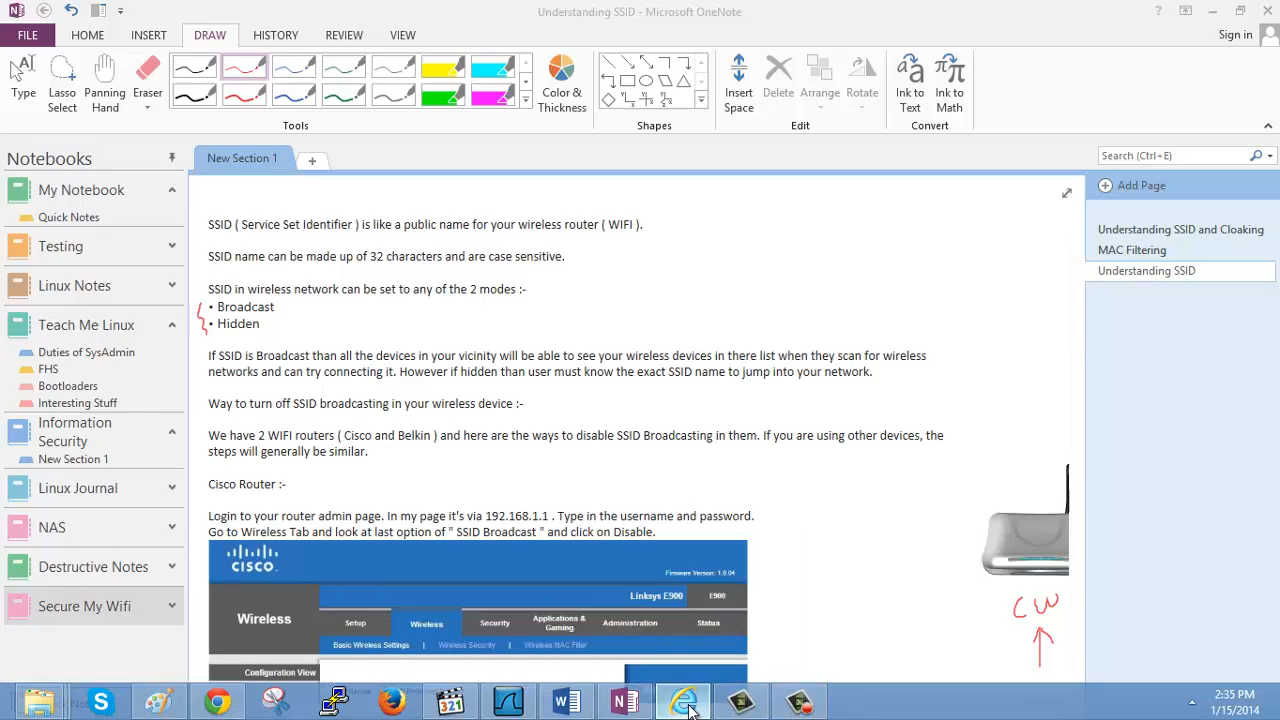 Understanding SSID - Microsoft OneNote
FILE
HOME
INSERT
DRAW
HISTORY
REVIEW
VIEW
Sign in
Type
Lasso Select
Panning Hand
Eraser
Color & Thickness
Insert Space
Delete
Arrange
Rotate
Ink to Text
Ink to Math
Tools
Shapes
Edit
Convert
Notebooks
New Section 1
Search (Ctrl+E)
My Notebook
Quick Notes
Testing
Linux Notes
Teach Me Linux
Duties of SysAdmin
FHS
Bootloaders
Interesting Stuff
Information Security
New Section 1
Linux Journal
NAS
Destructive Notes
Secure My Wifi
Add Page
Understanding SSID and Cloaking
MAC Filtering
Understanding SSID
SSID ( Service Set Identifier ) is like a public name for your wireless router ( WIFI ).
SSID name can be made up of 32 characters and are case sensitive.
SSID in wireless network can be set to any of the 2 modes :-
• Broadcast
• Hidden
If SSID is Broadcast than all the devices in your vicinity will be able to see your wireless devices in there list when they scan for wireless
networks and can try connecting it. However if hidden than user must know the exact SSID name to jump into your network.
Way to turn off SSID broadcasting in your wireless device :-
We have 2 WIFI routers ( Cisco and Belkin ) and here are the ways to disable SSID Broadcasting in them. If you are using other devices, the
steps will generally be similar.
Cisco Router :-
Login to your router admin page. In my page it's via 192.168.1.1 . Type in the username and password.
Go to Wireless Tab and look at last option of " SSID Broadcast " and click on Disable.
CISCO
Firmware Version: 1.0.04
Linksys E900
E900
Wireless
Setup
Wireless
Security
Applications & Gaming
Administration
Status
Basic Wireless Settings | Wireless Security | Wireless MAC Filter
Configuration View
CW
321
2:35 PM
1/15/2014